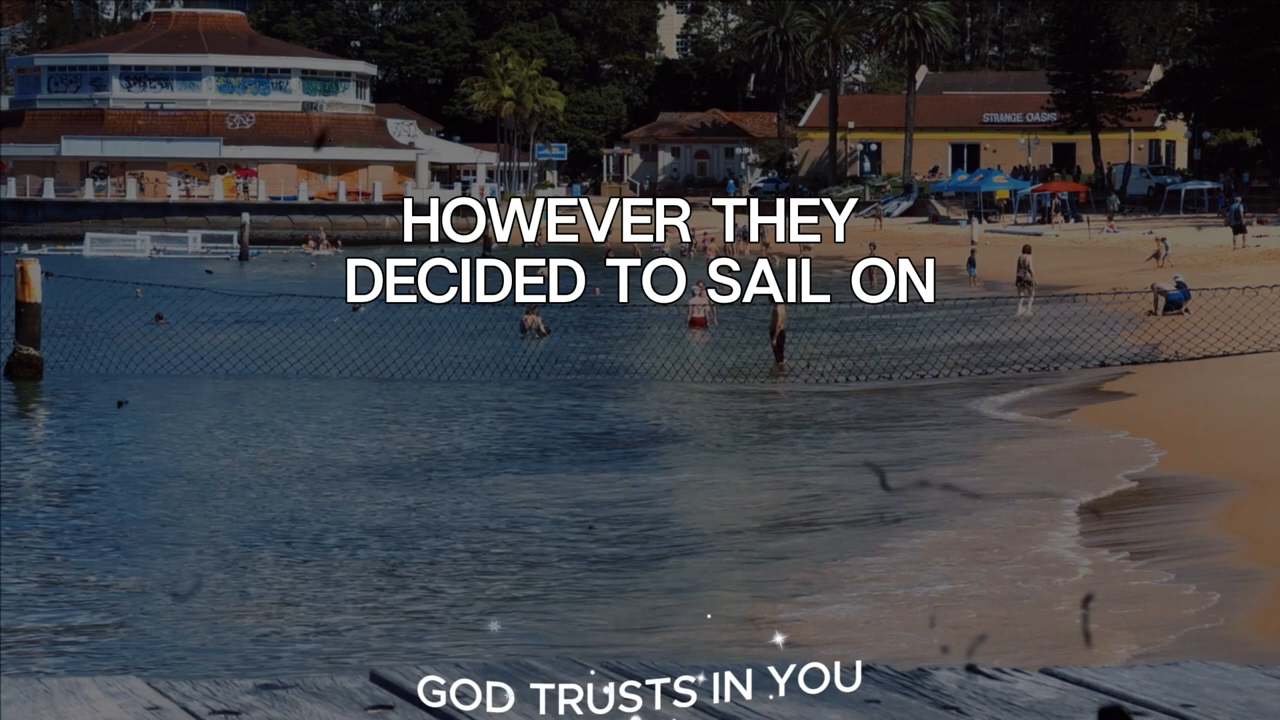 STRANGE OASIS
HOWEVER THEY
DECIDED TO SAIL ON
GOD TRUSTS IN YOU